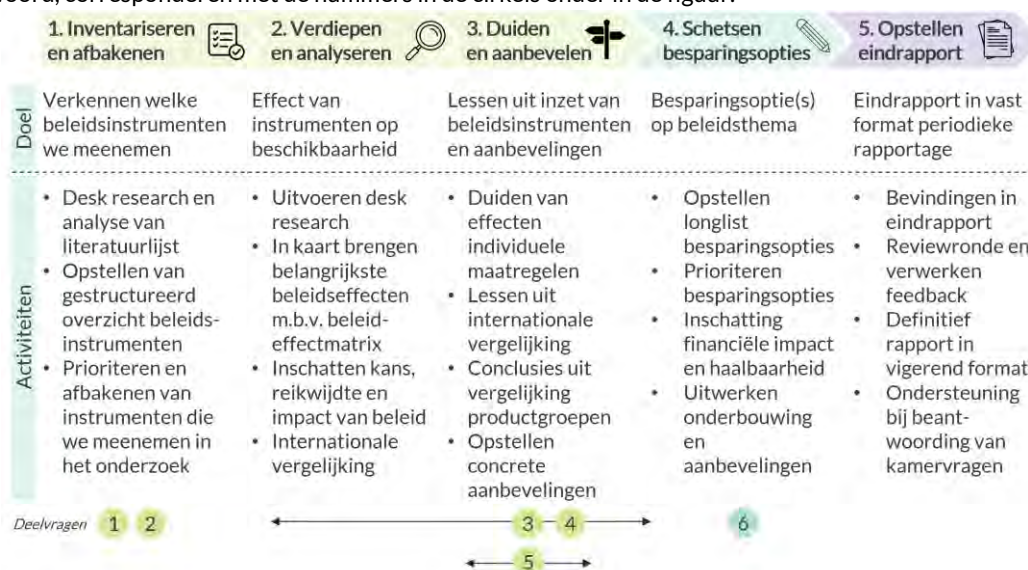 1. Inventariseren
en afbakenen
2. Verdiepen
en analyseren
3. Duiden
en aanbevelen
4. Schetsen
besparingsopties
5. Opstellen
eindrapport
Doel
Verkennen welke
beleidsinstrumenten
we meenemen
Effect van
instrumenten op
beschikbaarheid
Lessen uit inzet van
beleidsinstrumenten
en aanbevelingen
Besparingsoptie(s)
op beleidsthema
Eindrapport in vast
format periodieke
rapportage
Activiteiten
• Desk research en
analyse van
literatuurlijst
• Opstellen van
gestructureerd
overzicht beleids-
instrumenten
• Prioriteren en
afbakenen van
instrumenten die
we meenemen in
het onderzoek
• Uitvoeren desk
research
• In kaart brengen
belangrijkste
beleidseffecten
m.b.v. beleid-
effectmatrix
• Inschatten kans,
reikwijdte en
impact van beleid
• Internationale
vergelijking
• Duiden van
effecten
individuele
maatregelen
• Lessen uit
internationale
vergelijking
• Conclusies uit
vergelijking
productgroepen
• Opstellen
concrete
aanbevelingen
• Opstellen
longlist
besparingsopties
• Prioriteren
besparingsopties
• Inschatting
financiële impact
en haalbaarheid
• Uitwerken
onderbouwing
en
aanbevelingen
• Bevindingen in
eindrapport
• Reviewronde en
verwerken
feedback
• Definitief
rapport in
vigerend format
• Ondersteuning
bij beant-
woording van
kamervragen
Deelvragen 1 2 3 4 6
5